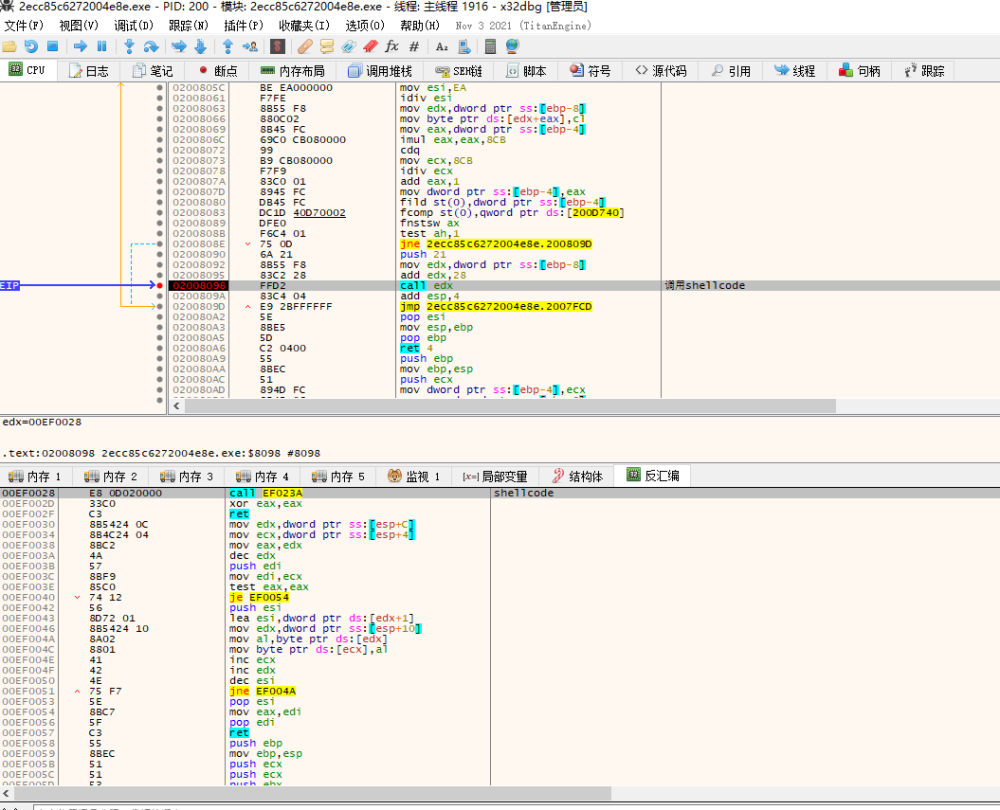 2ecc85c6272004e8e.exe - PID: 200 - 模块: 2ecc85c6272004e8e.exe - 线程: 主线程 1916 - x32dbg [管理员]
文件(F) 视图(V) 调试(D) 跟踪(N) 插件(P) 收藏夹(I) 选项(O) 帮助(H) Nov 3 2021 (TitanEngine)
CPU 日志 笔记 断点 内存布局 调用堆栈 SEH链 脚本 符号 源代码 引用 线程 句柄 跟踪
0200805C BE EA000000 mov esi,EA
02008061 F7FE idiv esi
02008063 8B55 F8 mov edx,dword ptr ss:[ebp-8]
02008066 880C02 mov byte ptr ds:[edx+eax],cl
02008069 8B45 FC mov eax,dword ptr ss:[ebp-4]
0200806C 69C0 CB080000 imul eax,eax,8CB
02008072 99 cdq
02008073 B9 CB080000 mov ecx,8CB
02008078 F7F9 idiv ecx
0200807A 83C0 01 add eax,1
0200807D 8945 FC mov dword ptr ss:[ebp-4],eax
02008080 DB45 FC fild st(0),dword ptr ss:[ebp-4]
02008083 DC1D 40D70002 fcomp st(0),qword ptr ds:[200D740]
02008089 DFE0 fnstsw ax
0200808B F6C4 01 test ah,1
0200808E 75 0D jne 2ecc85c6272004e8e.200809D
02008090 6A 21 push 21
02008092 8B55 F8 mov edx,dword ptr ss:[ebp-8]
02008095 83C2 28 add edx,28
EIP 02008098 FFD2 call edx 调用shellcode
0200809A 83C4 04 add esp,4
0200809D E9 2BFFFFFF jmp 2ecc85c6272004e8e.2007FCD
020080A2 5E pop esi
020080A3 8BE5 mov esp,ebp
020080A5 5D pop ebp
020080A6 C2 0400 ret 4
020080A9 55 push ebp
020080AA 8BEC mov ebp,esp
020080AC 51 push ecx
020080AD 894D FC mov dword ptr ss:[ebp-4],ecx
edx=00EF0028
.text:02008098 2ecc85c6272004e8e.exe:$8098 #8098
内存 1 内存 2 内存 3 内存 4 内存 5 监视 1 [x=] 局部变量 结构体 反汇编
00EF0028 E8 0D020000 call EF023A shellcode
00EF002D 33C0 xor eax,eax
00EF002F C3 ret
00EF0030 8B5424 0C mov edx,dword ptr ss:[esp+C]
00EF0034 8B4C24 04 mov ecx,dword ptr ss:[esp+4]
00EF0038 8BC2 mov eax,edx
00EF003A 4A dec edx
00EF003B 57 push edi
00EF003C 8BF9 mov edi,ecx
00EF003E 85C0 test eax,eax
00EF0040 74 12 je EF0054
00EF0042 56 push esi
00EF0043 8D72 01 lea esi,dword ptr ds:[edx+1]
00EF0046 8B5424 10 mov edx,dword ptr ss:[esp+10]
00EF004A 8A02 mov al,byte ptr ds:[edx]
00EF004C 8801 mov byte ptr ds:[ecx],al
00EF004E 41 inc ecx
00EF004F 42 inc edx
00EF0050 4E dec esi
00EF0051 75 F7 jne EF004A
00EF0053 5E pop esi
00EF0054 8BC7 mov eax,edi
00EF0056 5F pop edi
00EF0057 C3 ret
00EF0058 55 push ebp
00EF0059 8BEC mov ebp,esp
00EF005B 51 push ecx
00EF005C 51 push ecx
00EF005D 53 push ebx